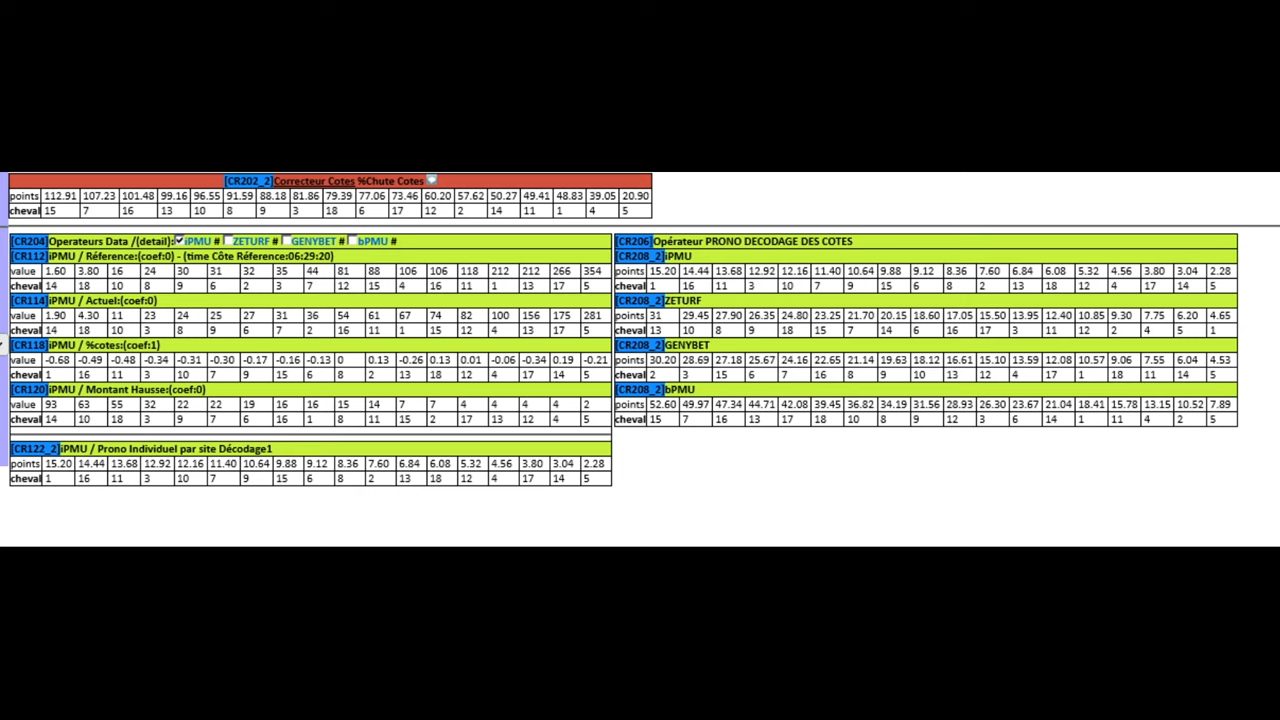 [CR202_2]Correcteur Cotes %Chute Cotes
points 112.91 107.23 101.48 99.16 96.55 91.59 88.18 81.86 79.39 77.06 73.46 60.20 57.62 50.27 49.41 48.83 39.05 20.90
cheval 15 7 16 13 10 8 9 3 18 6 17 12 2 14 11 1 4 5
[CR204]Operateurs Data /(detail): iPMU # ZETURF # GENYBET # bPMU #
[CR112]iPMU / Réference:(coef:0) - (time Côte Réference:06:29:20)
value 1.60 3.80 16 24 30 31 32 35 44 81 88 106 106 118 212 212 266 354
cheval 14 18 10 8 9 6 2 3 7 12 15 4 16 11 1 13 17 5
[CR114]iPMU / Actuel:(coef:0)
value 1.90 4.30 11 23 24 25 27 31 36 54 61 67 74 82 100 156 175 281
cheval 14 18 10 3 8 9 6 7 2 16 11 1 15 12 4 13 17 5
[CR118]iPMU / %cotes:(coef:1)
value -0.68 -0.49 -0.48 -0.34 -0.31 -0.30 -0.17 -0.16 -0.13 0 0.13 -0.26 0.13 0.01 -0.06 -0.34 0.19 -0.21
cheval 1 16 11 3 10 7 9 15 6 8 2 13 18 12 4 17 14 5
[CR120]iPMU / Montant Hausse:(coef:0)
value 93 63 55 32 22 22 19 16 16 15 14 7 7 4 4 4 4 2
cheval 14 10 18 3 9 7 6 16 1 8 11 15 2 17 13 12 4 5
[CR122_2]iPMU / Prono Individuel par site Décodage1
points 15.20 14.44 13.68 12.92 12.16 11.40 10.64 9.88 9.12 8.36 7.60 6.84 6.08 5.32 4.56 3.80 3.04 2.28
cheval 1 16 11 3 10 7 9 15 6 8 2 13 18 12 4 17 14 5
[CR206]Opérateur PRONO DECODAGE DES COTES
[CR208_2]iPMU
points 15.20 14.44 13.68 12.92 12.16 11.40 10.64 9.88 9.12 8.36 7.60 6.84 6.08 5.32 4.56 3.80 3.04 2.28
cheval 1 16 11 3 10 7 9 15 6 8 2 13 18 12 4 17 14 5
[CR208_2]ZETURF
points 31 29.45 27.90 26.35 24.80 23.25 21.70 20.15 18.60 17.05 15.50 13.95 12.40 10.85 9.30 7.75 6.20 4.65
cheval 13 10 8 9 18 15 7 14 6 16 17 3 11 12 2 4 5 1
[CR208_2]GENYBET
points 30.20 28.69 27.18 25.67 24.16 22.65 21.14 19.63 18.12 16.61 15.10 13.59 12.08 10.57 9.06 7.55 6.04 4.53
cheval 2 3 15 6 7 16 8 9 10 13 12 4 17 1 18 11 14 5
[CR208_2]bPMU
points 52.60 49.97 47.34 44.71 42.08 39.45 36.82 34.19 31.56 28.93 26.30 23.67 21.04 18.41 15.78 13.15 10.52 7.89
cheval 15 7 16 13 17 18 10 8 9 12 3 6 14 1 11 4 2 5